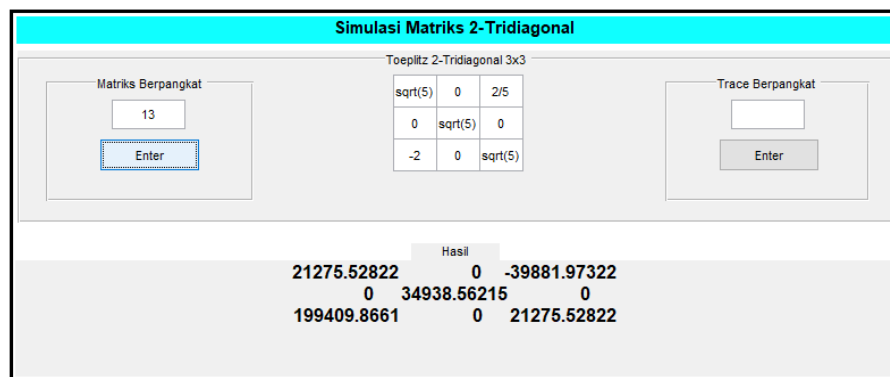 Simulasi Matriks 2-Tridiagonal
Toeplitz 2-Tridiagonal 3x3
Matriks Berpangkat
13
Enter
sqrt(5) 0 2/5
0 sqrt(5) 0
-2 0 sqrt(5)
Trace Berpangkat
Enter
Hasil
21275.52822 0 -39881.97322
0 34938.56215 0
199409.8661 0 21275.52822